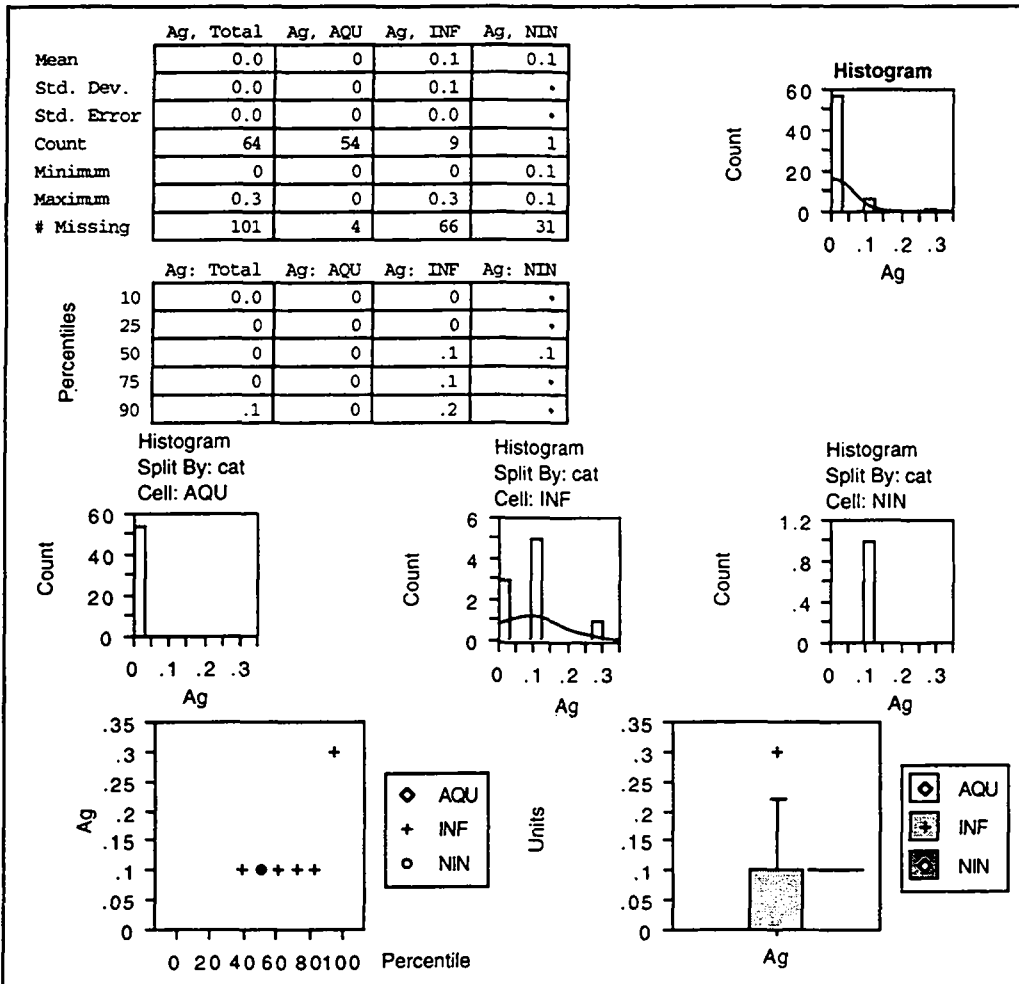 Ag, Total Ag, AQU Ag, INF Ag, NIN
Mean 0.0 0 0.1 0.1
Std. Dev. 0.0 0 0.1 •
Std. Error 0.0 0 0.0 •
Count 64 54 9 1
Minimum 0 0 0 0.1
Maximum 0.3 0 0.3 0.1
# Missing 101 4 66 31
Histogram
60
40
20
0
Count
0 .1 .2 .3
Ag
Ag: Total Ag: AQU Ag: INF Ag: NIN
Percentiles
10 0.0 0 0 •
25 0 0 0 •
50 0 0 .1 .1
75 0 0 .1 •
90 .1 0 .2 •
Histogram
Split By: cat
Cell: AQU
60
40
20
0
Count
0 .1 .2 .3
Ag
Histogram
Split By: cat
Cell: INF
6
4
2
0
Count
0 .1 .2 .3
Ag
Histogram
Split By: cat
Cell: NIN
1.2
.8
.4
0
Count
0 .1 .2 .3
Ag
.35
.3
.25
.2
.15
.1
.05
0
Ag
0 20 40 60 80100 Percentile
AQU
INF
NIN
Units
.35
.3
.25
.2
.15
.1
.05
0
Ag
AQU
INF
NIN